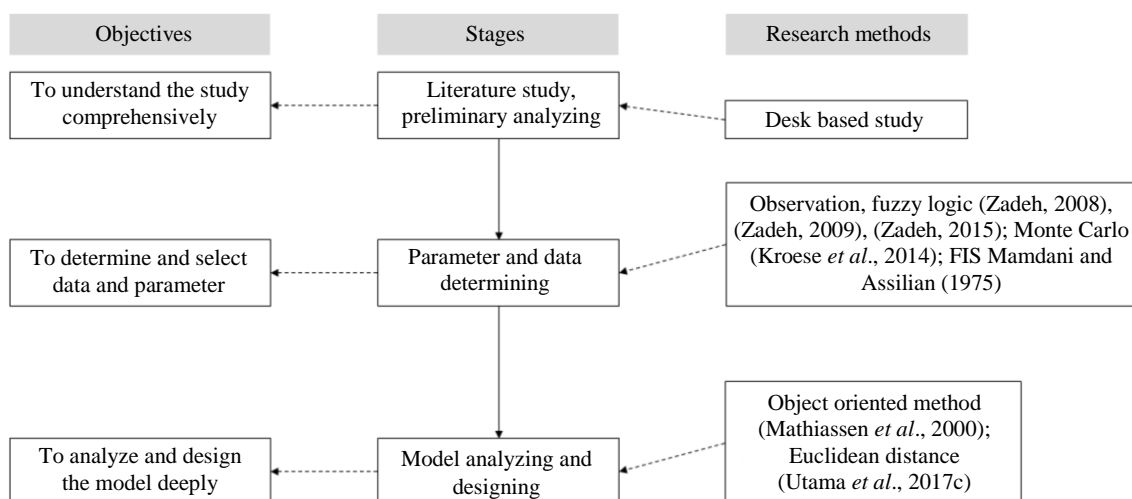 Objectives
Stages
Research methods
To understand the study
comprehensively
Literature study,
preliminary analyzing
Desk based study
To determine and select
data and parameter
Parameter and data
determining
Observation, fuzzy logic (Zadeh, 2008),
(Zadeh, 2009), (Zadeh, 2015); Monte Carlo
(Kroese et al., 2014); FIS Mamdani and
Assilian (1975)
To analyze and design
the model deeply
Model analyzing and
designing
Object oriented method
(Mathiassen et al., 2000);
Euclidean distance
(Utama et al., 2017c)